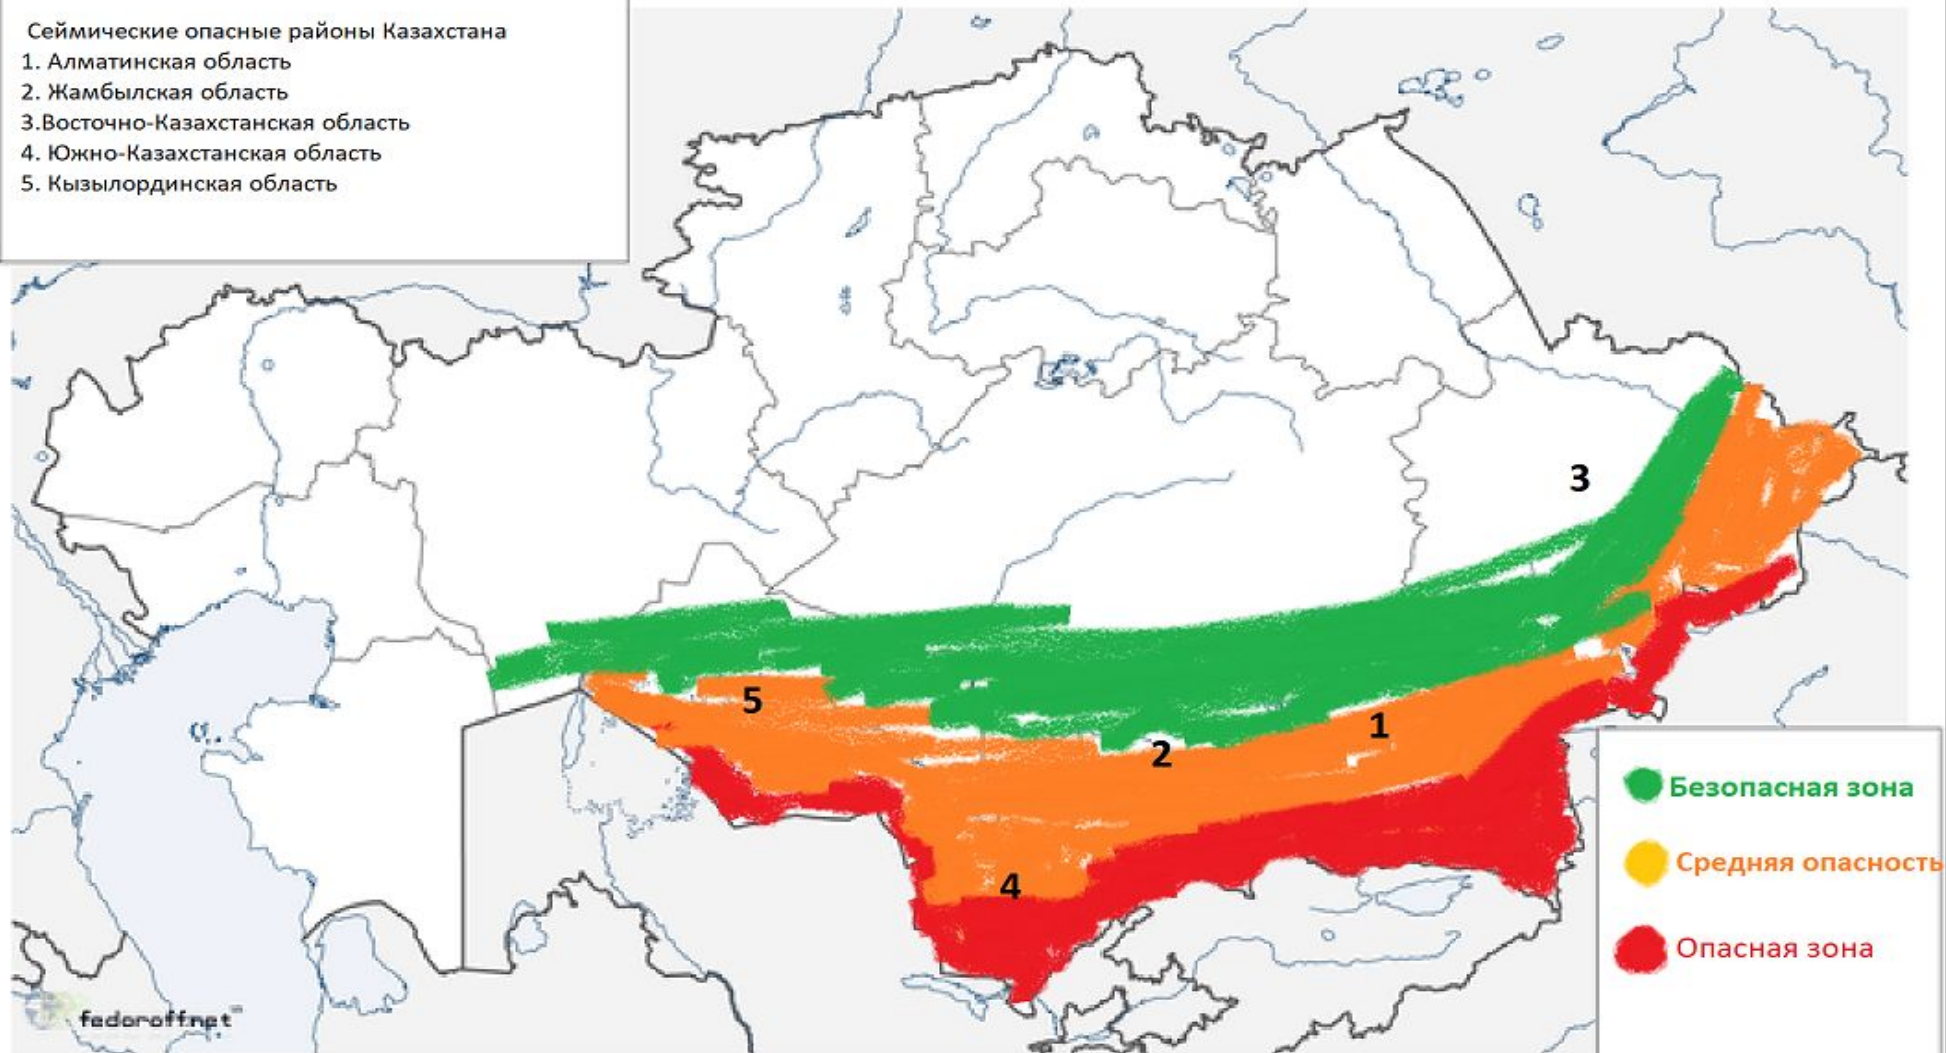 Сеймические опасные районы Казахстана
1. Алматинская область
2. Жамбылская область
3.Восточно-Казахстанская область
4. Южно-Казахстанская область
5. Кызылординская область
3
5
1
2
4
Безопасная зона
Средняя опасность
Опасная зона
fedoroff.net